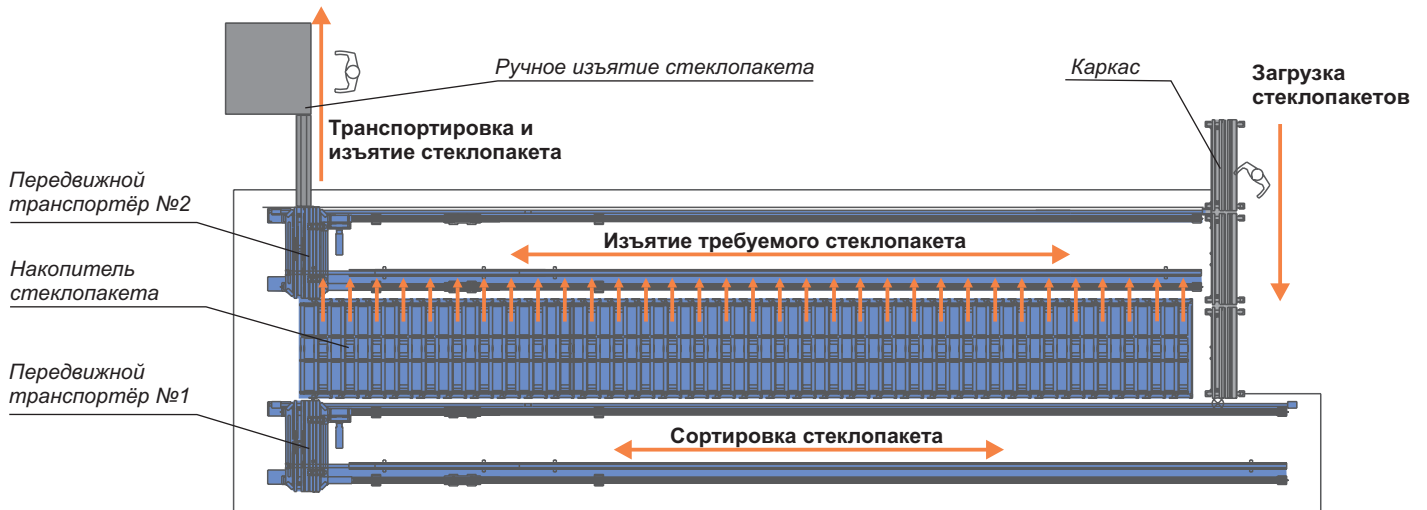 Ручное изъятие стеклопакета
Каркас
Загрузка
стеклопакетов
Транспортировка и
изъятие стеклопакета
Передвижной
транспортёр №2
Изъятие требуемого стеклопакета
Накопитель
стеклопакета
Передвижной
транспортёр №1
Сортировка стеклопакета